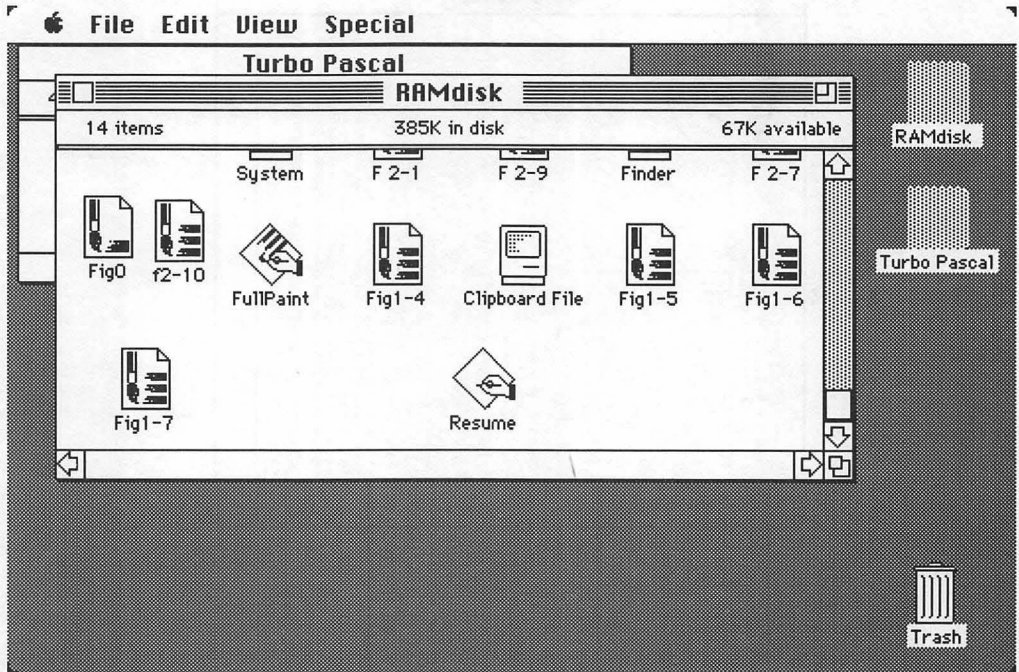 File Edit View Special
Turbo Pascal
RAMdisk
14 items 385K in disk 67K available
RAMdisk
System F 2-1 F 2-9 Finder F 2-7
Fig0 f2-10 FullPaint Fig1-4 Clipboard File Fig1-5 Fig1-6
Turbo Pascal
Fig1-7 Resume
Trash